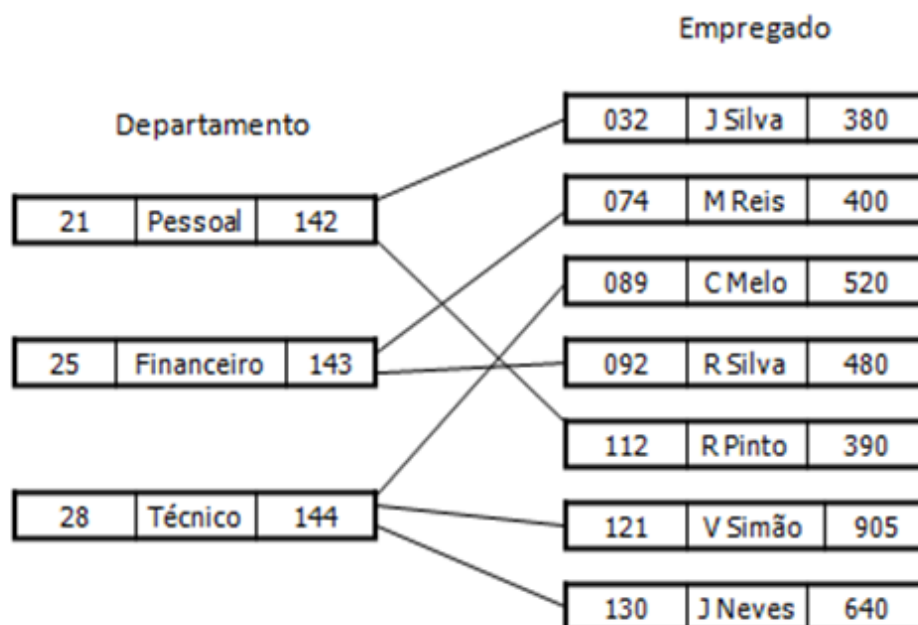 Empregado
Departamento
032 J Silva 380
21 Pessoal 142
074 M Reis 400
089 C Melo 520
25 Financeiro 143
092 R Silva 480
112 R Pinto 390
28 Técnico 144
121 V Simão 905
130 J Neves 640